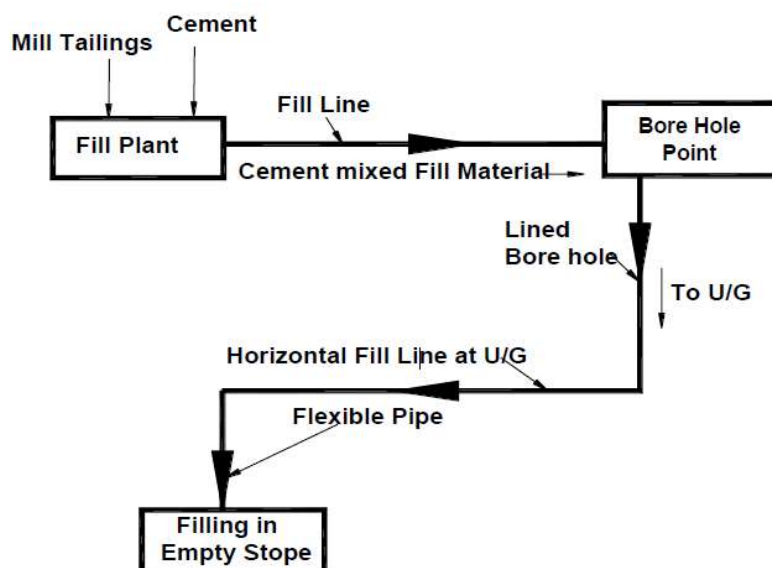 Mill Tailings
Cement
Fill Plant
Fill Line
Cement mixed Fill Material
Bore Hole
Point
Lined
Bore hole
To U/G
Horizontal Fill Line at U/G
Flexible Pipe
Filling in
Empty Stope